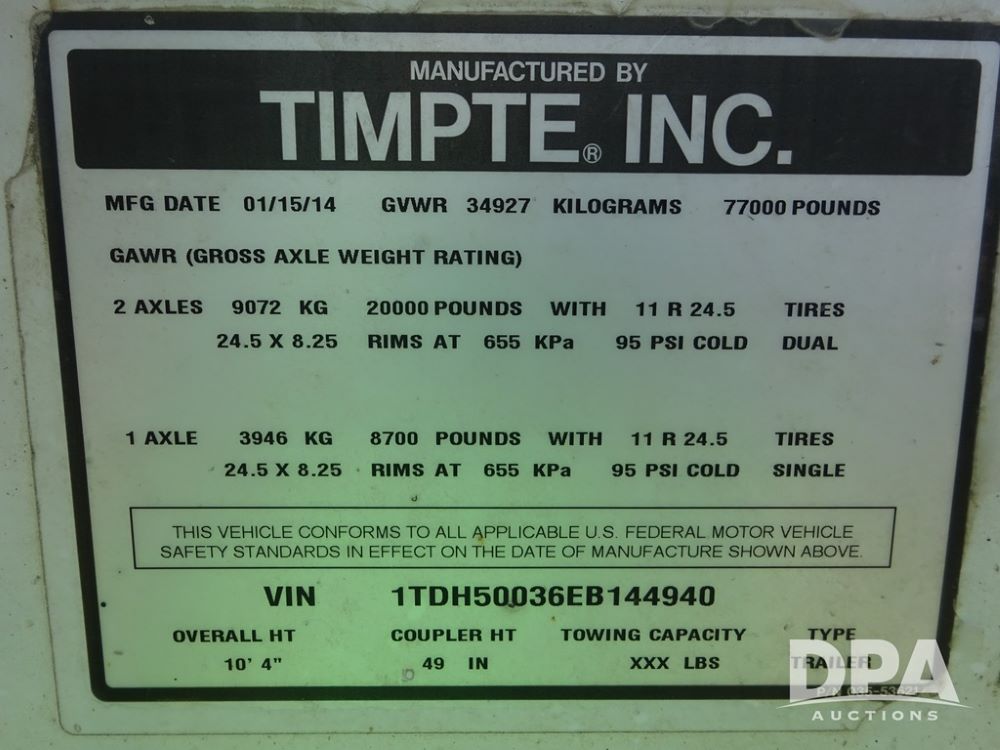 MANUFACTURED BY
TIMPTE® INC.
MFG DATE 01/15/14 GVWR 34927 KILOGRAMS 77000 POUNDS
GAWR (GROSS AXLE WEIGHT RATING)
2 AXLES 9072 KG 20000 POUNDS WITH 11 R 24.5 TIRES
24.5 X 8.25 RIMS AT 655 KPa 95 PSI COLD DUAL
1 AXLE 3946 KG 8700 POUNDS WITH 11 R 24.5 TIRES
24.5 X 8.25 RIMS AT 655 KPa 95 PSI COLD SINGLE
THIS VEHICLE CONFORMS TO ALL APPLICABLE U.S. FEDERAL MOTOR VEHICLE
SAFETY STANDARDS IN EFFECT ON THE DATE OF MANUFACTURE SHOWN ABOVE.
VIN 1TDH50036EB144940
OVERALL HT COUPLER HT TOWING CAPACITY TYPE
10' 4" 49 IN XXX LBS TRAILER
DPA
P/N
AUCTIONS